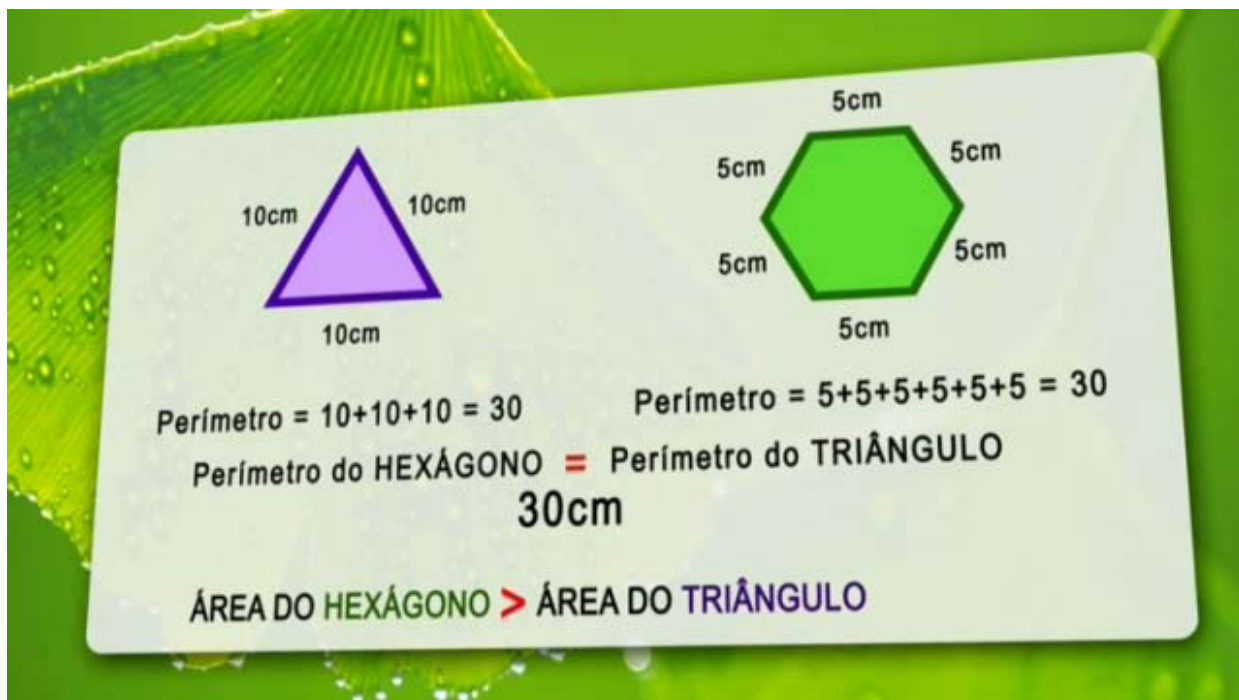 5cm
5cm
5cm
10cm
10cm
5cm
5cm
10cm
5cm
Perímetro = 10+10+10 = 30
Perímetro = 5+5+5+5+5+5 = 30
Perímetro do HEXÁGONO = Perímetro do TRIÂNGULO
30cm
ÁREA DO HEXÁGONO > ÁREA DO TRIÂNGULO